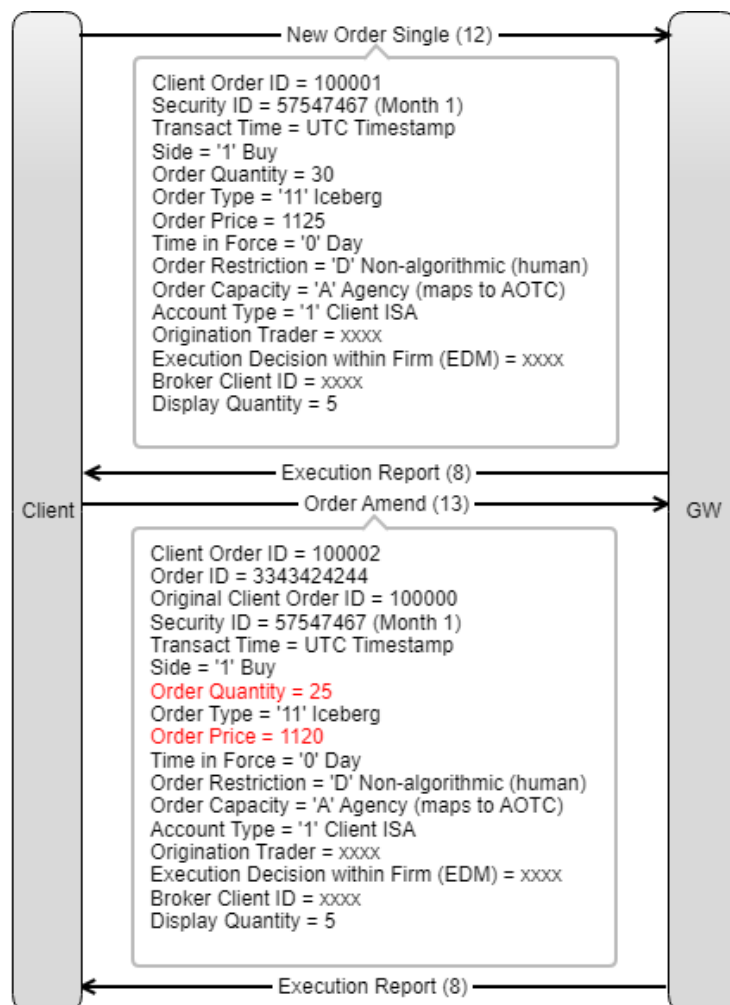 New Order Single (12)
Client Order ID = 100001
Security ID = 57547467 (Month 1)
Transact Time = UTC Timestamp
Side = '1' Buy
Order Quantity = 30
Order Type = '11' Iceberg
Order Price = 1125
Time in Force = '0' Day
Order Restriction = 'D' Non-algorithmic (human)
Order Capacity = 'A' Agency (maps to AOTC)
Account Type = '1' Client ISA
Origination Trader = xxxx
Execution Decision within Firm (EDM) = xxxx
Broker Client ID = xxxx
Display Quantity = 5
Execution Report (8)
Order Amend (13)
Client
GW
Client Order ID = 100002
Order ID = 3343424244
Original Client Order ID = 100000
Security ID = 57547467 (Month 1)
Transact Time = UTC Timestamp
Side = '1' Buy
Order Quantity = 25
Order Type = '11' Iceberg
Order Price = 1120
Time in Force = '0' Day
Order Restriction = 'D' Non-algorithmic (human)
Order Capacity = 'A' Agency (maps to AOTC)
Account Type = '1' Client ISA
Origination Trader = xxxx
Execution Decision within Firm (EDM) = xxxx
Broker Client ID = xxxx
Display Quantity = 5
Execution Report (8)